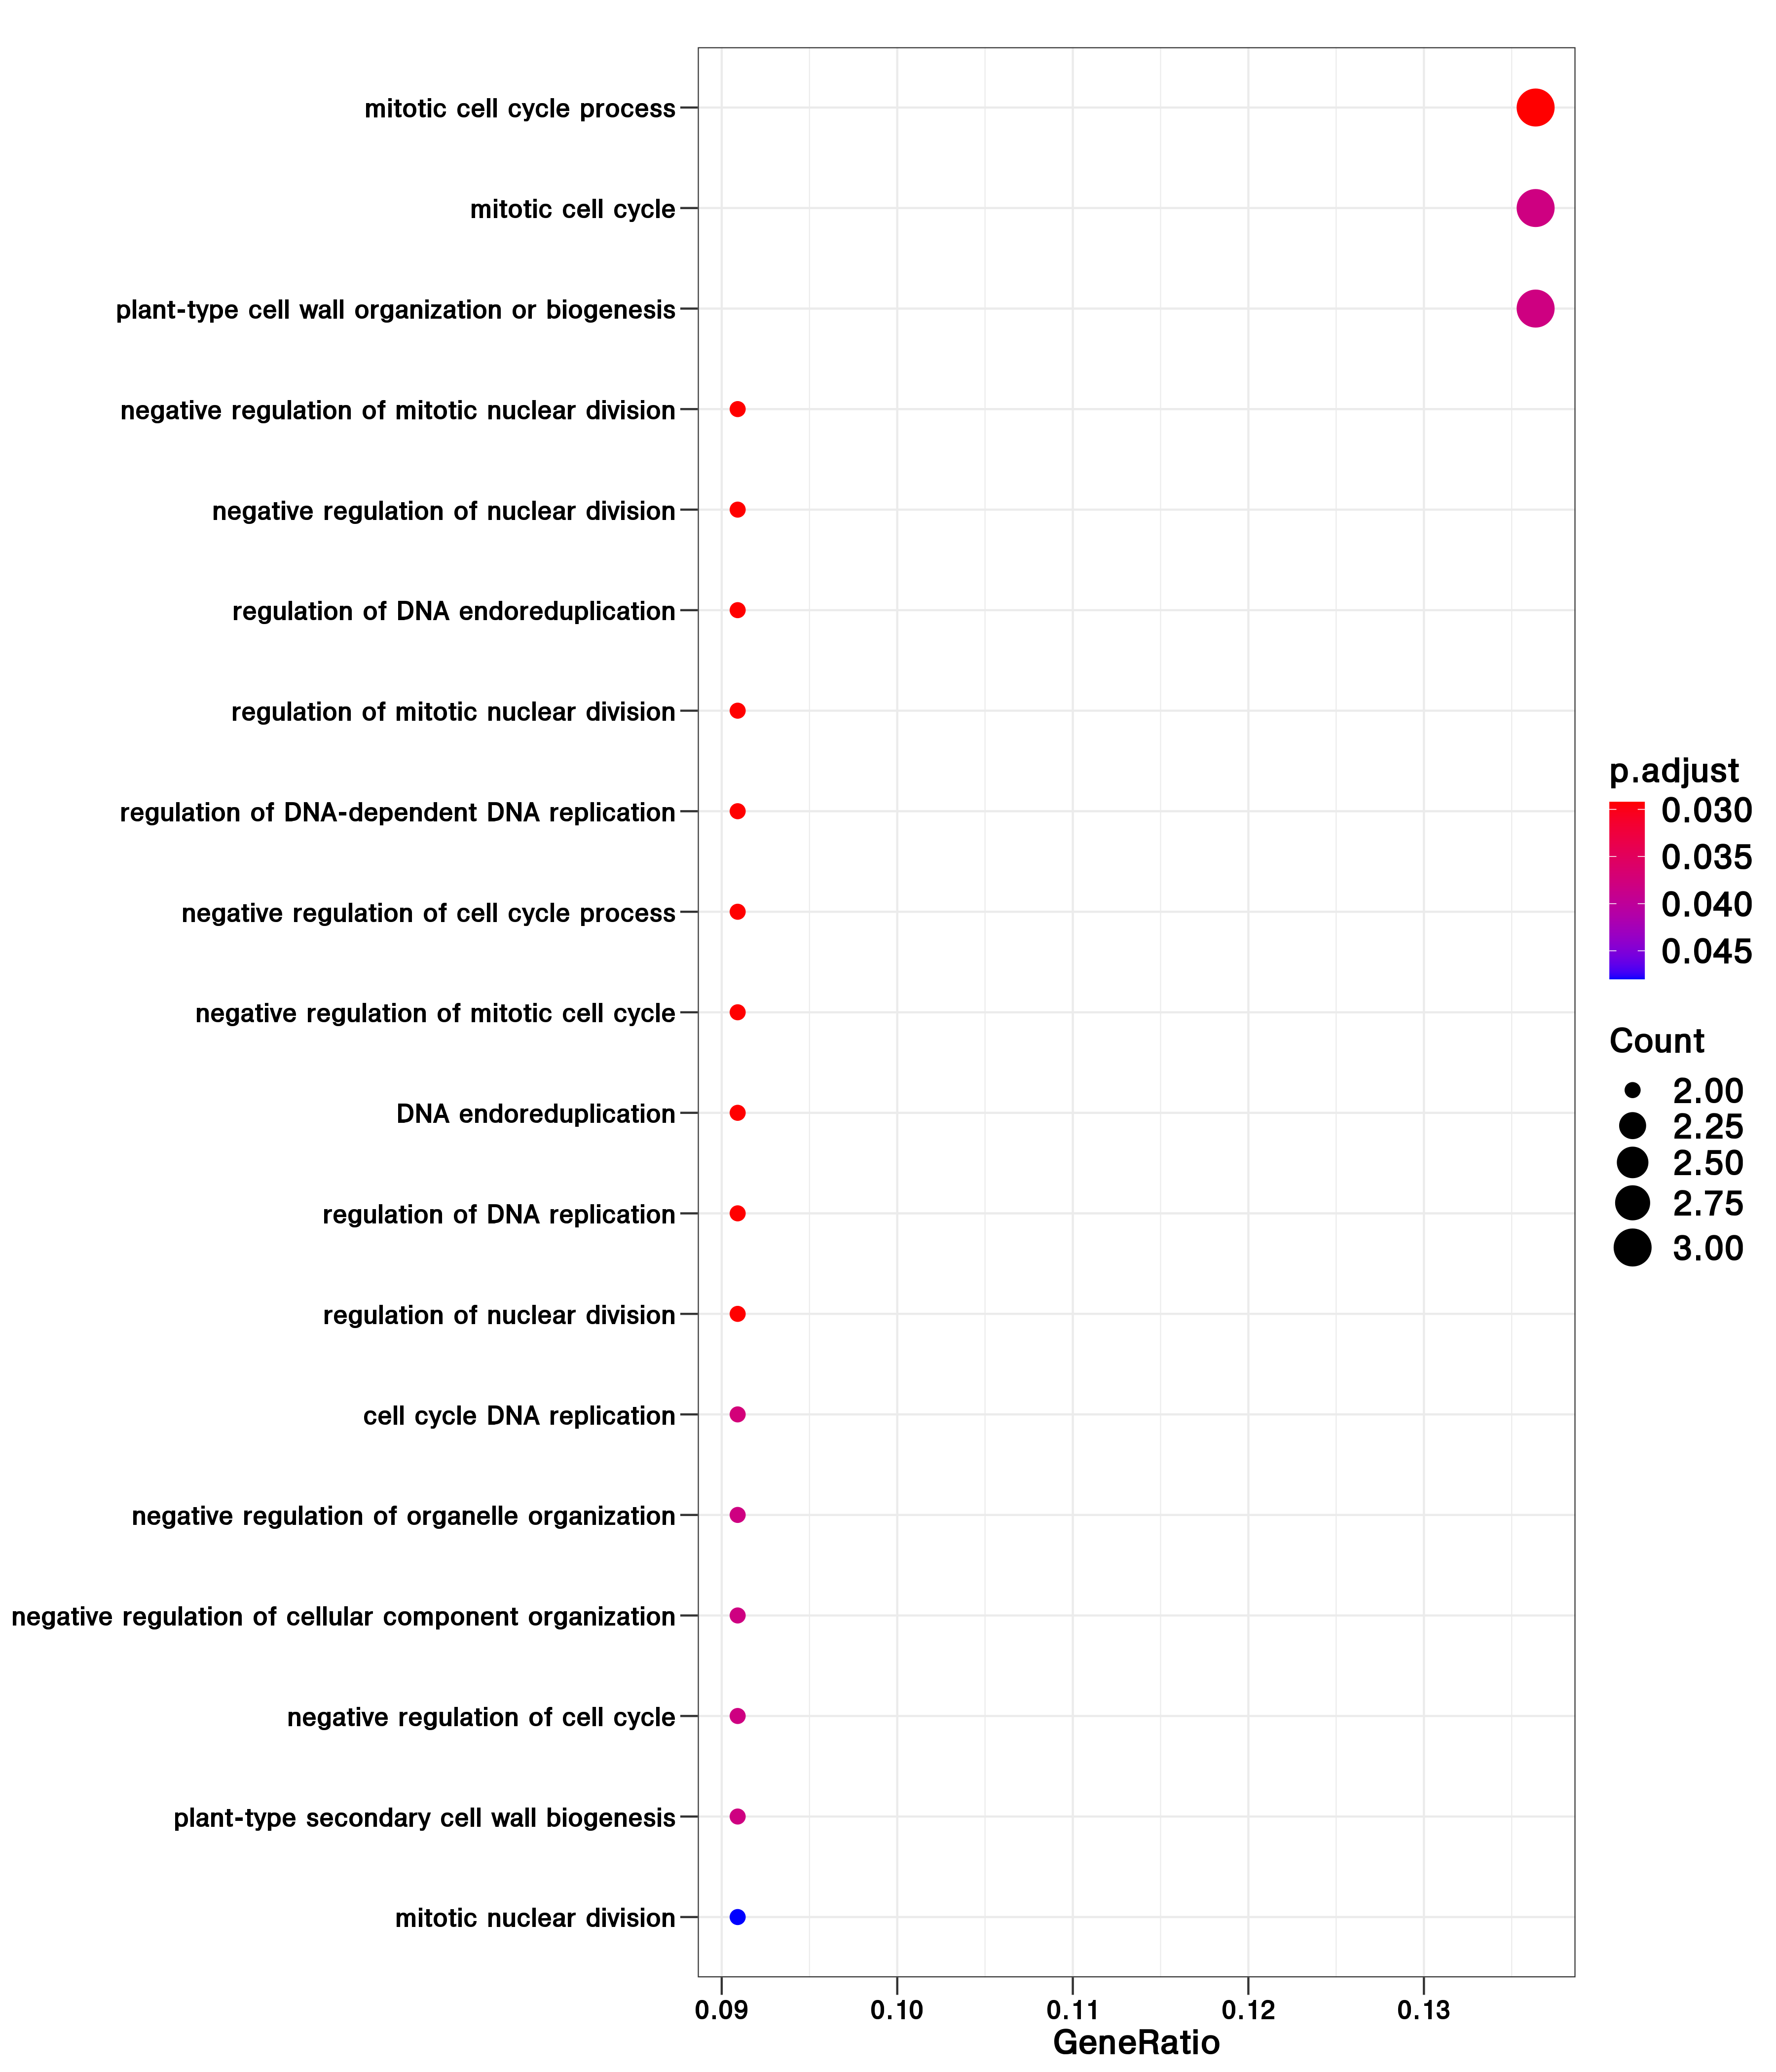 mitotic cell cycle process
mitotic cell cycle
plant-type cell wall organization or biogenesis
negative regulation of mitotic nuclear division
negative regulation of nuclear division
regulation of DNA endoreduplication
regulation of mitotic nuclear division
regulation of DNA-dependent DNA replication
negative regulation of cell cycle process
negative regulation of mitotic cell cycle
DNA endoreduplication
regulation of DNA replication
regulation of nuclear division
cell cycle DNA replication
negative regulation of organelle organization
negative regulation of cellular component organization
negative regulation of cell cycle
plant-type secondary cell wall biogenesis
mitotic nuclear division
0.09 0.10 0.11 0.12 0.13
GeneRatio
p.adjust
0.030
0.035
0.040
0.045
Count
2.00
2.25
2.50
2.75
3.00